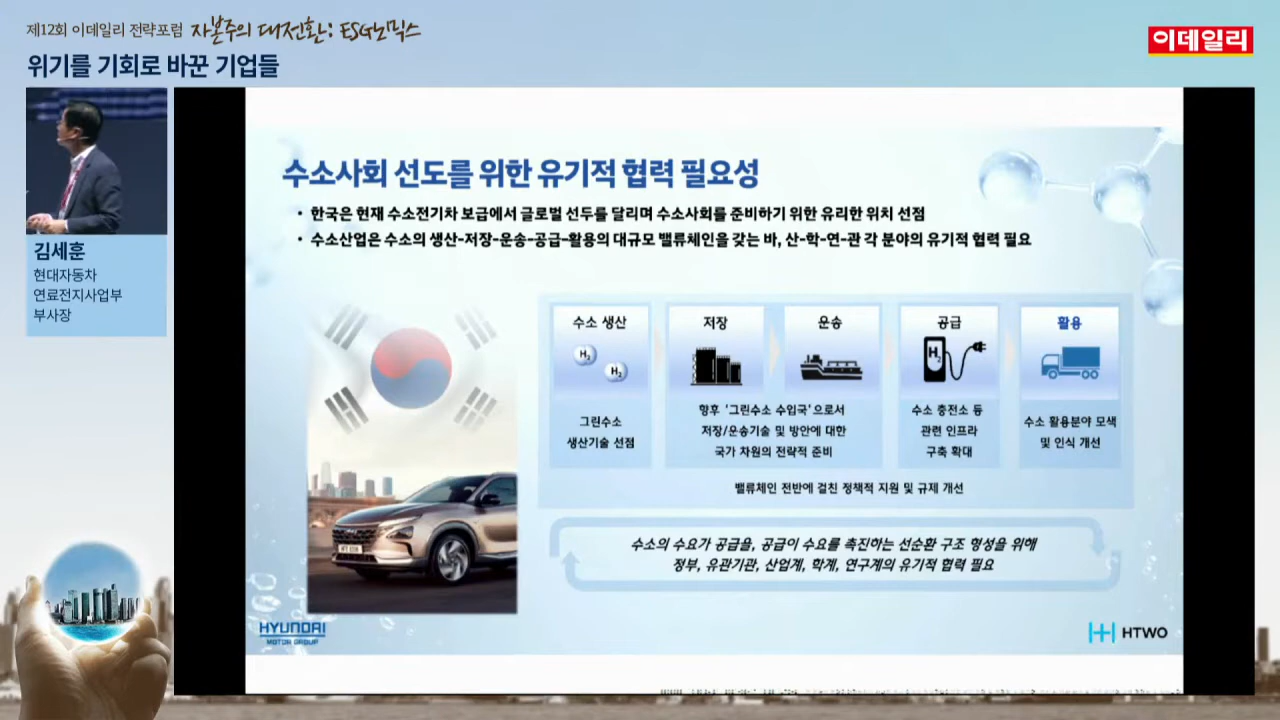 제12회 이데일리 전략포럼 자본주의 대전환: ESG노믹스
이데일리
위기를 기회로 바꾼 기업들
김세훈
현대자동차
연료전지사업부
부사장
수소사회 선도를 위한 유기적 협력 필요성
• 한국은 현재 수소전기차 보급에서 글로벌 선두를 달리며 수소사회를 준비하기 위한 유리한 위치 선점
• 수소산업은 수소의 생산-저장-운송-공급-활용의 대규모 밸류체인을 갖는 바, 산-학-연-관 각 분야의 유기적 협력 필요
수소 생산
H₂
H₂
그린수소
생산기술 선점
저장
운송
향후 '그린수소 수입국'으로서
저장/운송기술 및 방안에 대한
국가 차원의 전략적 준비
공급
H₂
수소 충전소 등
관련 인프라
구축 확대
활용
수소 활용분야 모색
및 인식 개선
밸류체인 전반에 걸친 정책적 지원 및 규제 개선
수소의 수요가 공급을, 공급이 수요를 촉진하는 선순환 구조 형성을 위해
정부, 유관기관, 산업계, 학계, 연구계의 유기적 협력 필요
HYUNDAI
MOTOR GROUP
HTWO